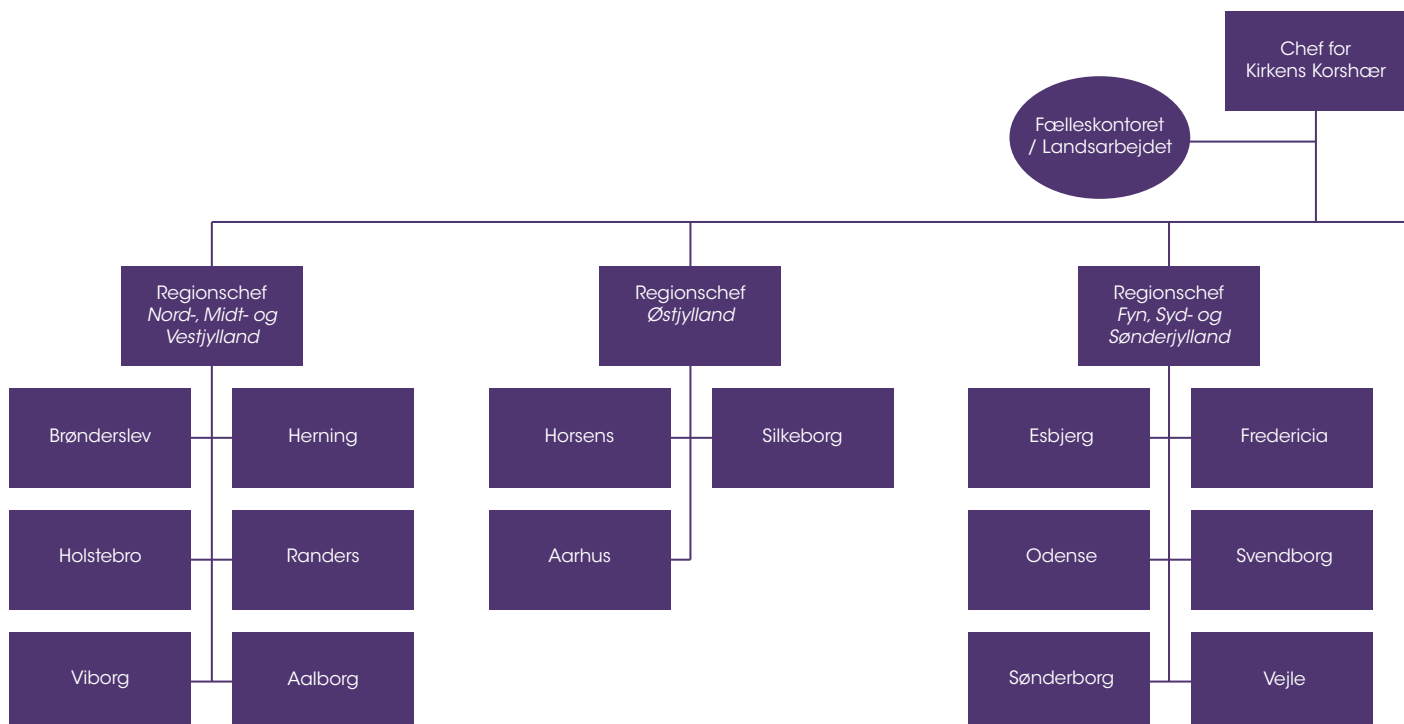 Chef for
Kirkens Korshær
Fælleskontoret
/ Landsarbejdet
Regionschef
Nord-, Midt- og
Vestjylland
Regionschef
Østjylland
Regionschef
Fyn, Syd- og
Sønderjylland
Brønderslev
Herning
Horsens
Silkeborg
Esbjerg
Fredericia
Holstebro
Randers
Aarhus
Odense
Svendborg
Viborg
Aalborg
Sønderborg
Vejle